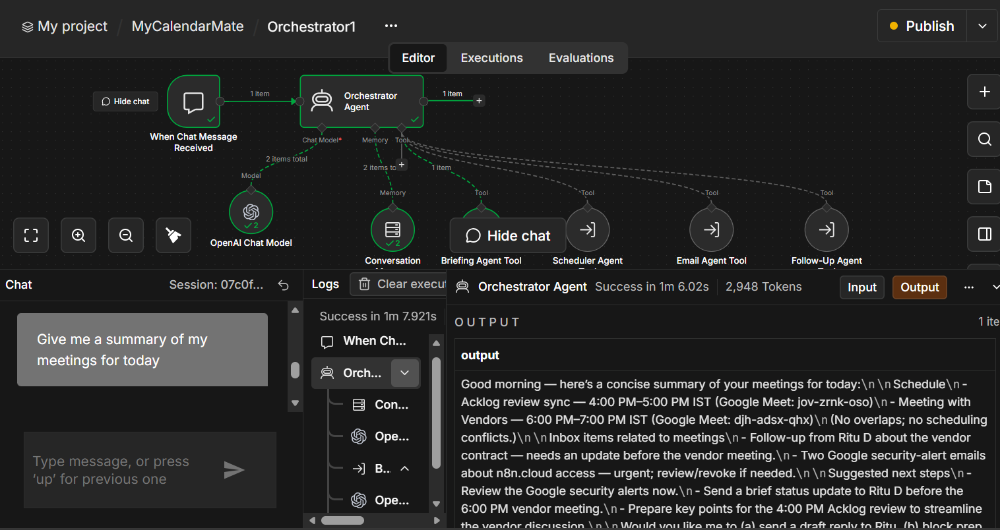 My project / MyCalendarMate / Orchestrator1 ...
Publish
Editor Executions Evaluations
Hide chat
1 item
Orchestrator
Agent
1 item
When Chat Message
Received
Chat Model*
Memory
Tool
2 items total
2 items to
1 item
Model
Memory
Tool
Tool
Tool
Tool
2
OpenAI Chat Model
2
Conversation
Hide chat
Briefing Agent Tool
Scheduler Agent
Email Agent Tool
Follow-Up Agent
Chat
Session: 07c0f...
Give me a summary of my
meetings for today
Type message, or press
‘up’ for previous one
Logs
Clear execut
Success in 1m 7.921s
When Ch...
Orch...
Con...
Ope...
B...
Ope...
Orchestrator Agent Success in 1m 6.02s 2,948 Tokens
Input Output ...
OUTPUT
1 ite
output
Good morning — here’s a concise summary of your meetings for today:\n \nSchedule\n-
Acklog review sync — 4:00 PM–5:00 PM IST (Google Meet: jov-zrnk-oso)\n- Meeting with
Vendors — 6:00 PM–7:00 PM IST (Google Meet: djh-adsx-qhx)\n(No overlaps; no scheduling
conflicts.)\n \nInbox items related to meetings\n- Follow-up from Ritu D about the vendor
contract — needs an update before the vendor meeting.\n- Two Google security-alert emails
about n8n.cloud access — urgent; review/revoke if needed.\n \nSuggested next steps\n-
Review the Google security alerts now.\n- Send a brief status update to Ritu D before the
6:00 PM vendor meeting.\n- Prepare key points for the 4:00 PM Acklog review to streamline
the vendor discussion.\n\nWould you like me to (a) send a draft reply to Ritu, (b) block prep